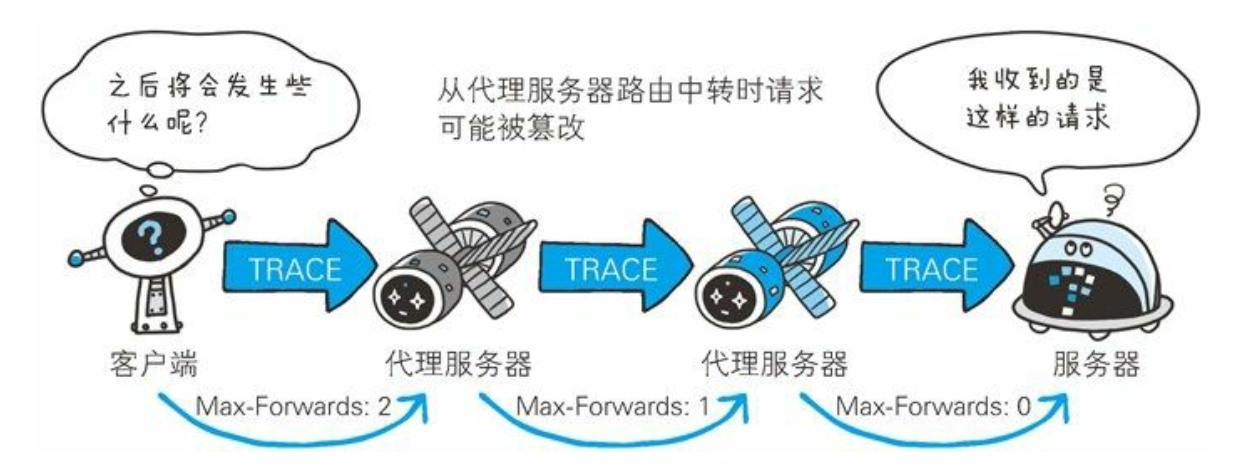 之后将会发生些
什么呢?
从代理服务器路由中转时请求
可能被篡改
我收到的是
这样的请求
?
TRACE
TRACE
TRACE
客户端
代理服务器
代理服务器
服务器
Max-Forwards: 2
Max-Forwards: 1
Max-Forwards: 0